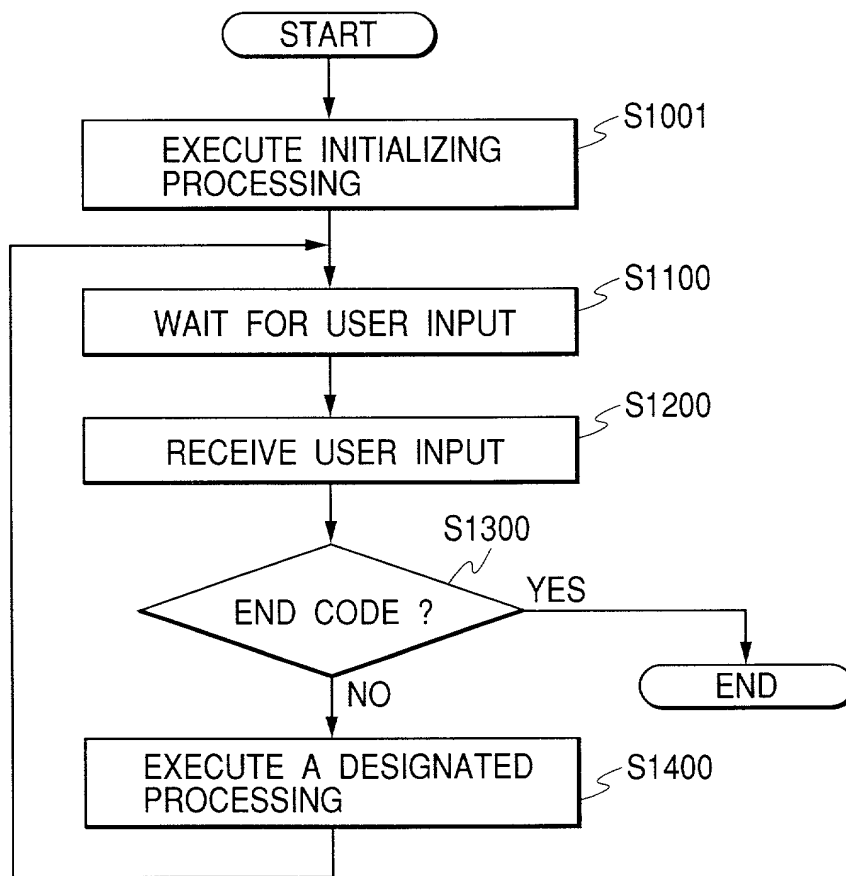 START
S1001
EXECUTE INITIALIZING
PROCESSING
S1100
WAIT FOR USER INPUT
S1200
RECEIVE USER INPUT
S1300
END CODE ?
YES
END
NO
S1400
EXECUTE A DESIGNATED
PROCESSING